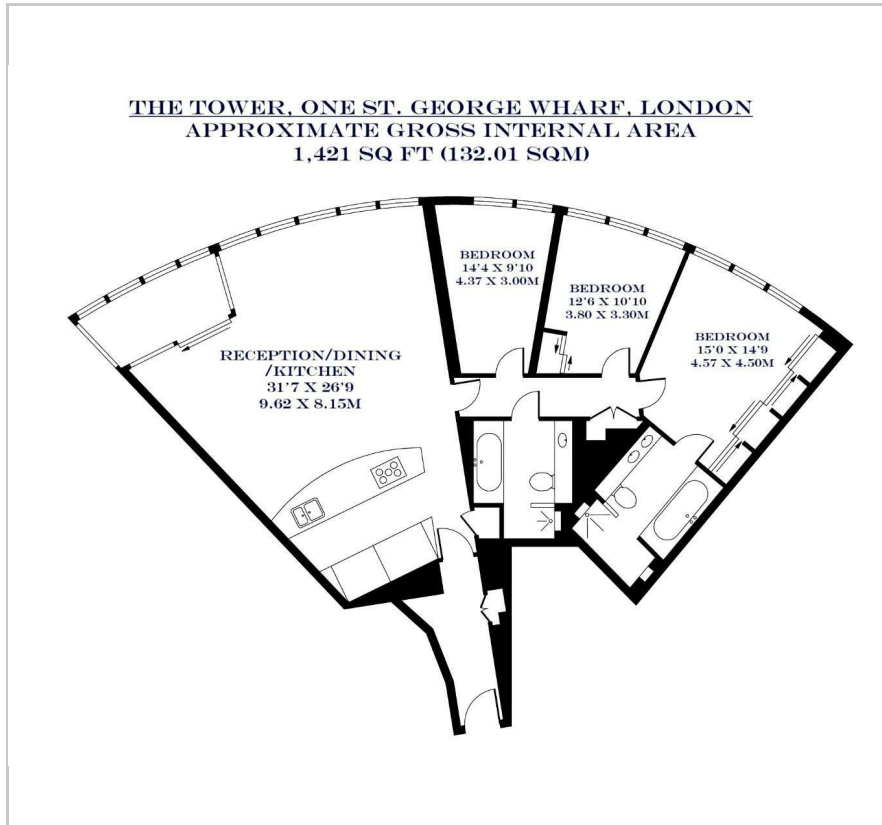 THE TOWER, ONE ST. GEORGE WHARF, LONDON
APPROXIMATE GROSS INTERNAL AREA
1,421 SQ FT (132.01 SQM)
BEDROOM
14'4 X 9'10
4.37 X 3.00M
BEDROOM
12'6 X 10'10
3.80 X 3.30M
BEDROOM
15'0 X 14'9
4.57 X 4.50M
RECEPTION/DINING
/KITCHEN
31'7 X 26'9
9.62 X 8.15M